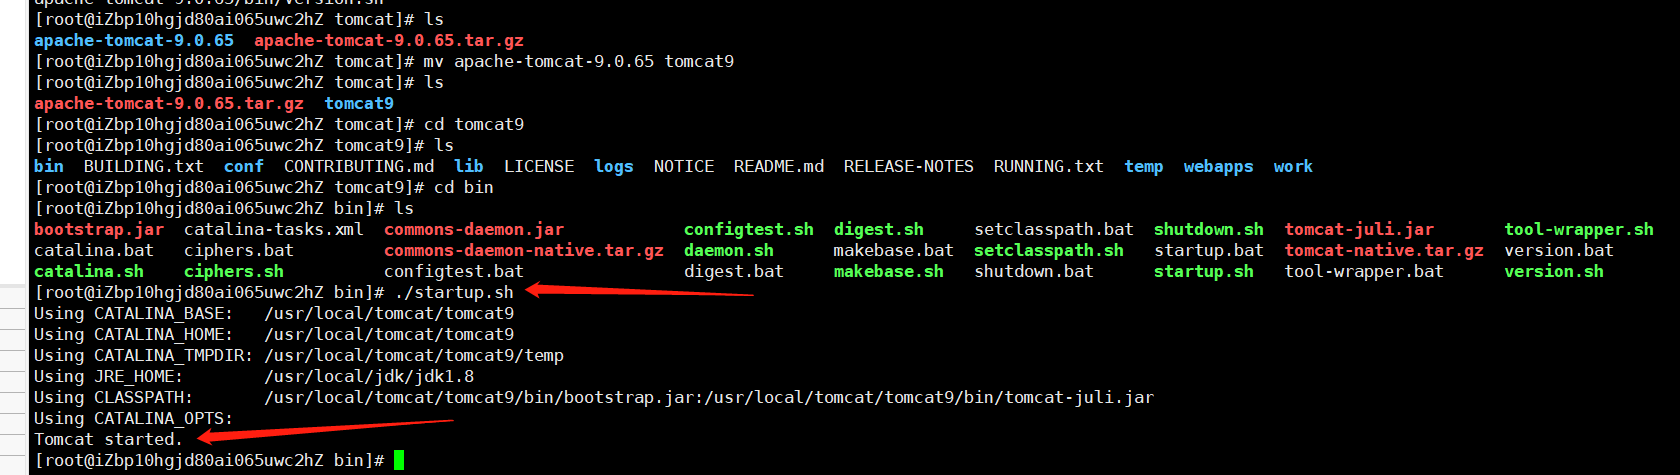 apache-tomcat-9.0.65/bin/version.sh
[root@iZbp10hgjd80ai065uwc2hZ tomcat]# ls
apache-tomcat-9.0.65  apache-tomcat-9.0.65.tar.gz
[root@iZbp10hgjd80ai065uwc2hZ tomcat]# mv apache-tomcat-9.0.65 tomcat9
[root@iZbp10hgjd80ai065uwc2hZ tomcat]# ls
apache-tomcat-9.0.65.tar.gz  tomcat9
[root@iZbp10hgjd80ai065uwc2hZ tomcat]# cd tomcat9
[root@iZbp10hgjd80ai065uwc2hZ tomcat9]# ls
bin  BUILDING.txt  conf  CONTRIBUTING.md  lib  LICENSE  logs  NOTICE  README.md  RELEASE-NOTES  RUNNING.txt  temp  webapps  work
[root@iZbp10hgjd80ai065uwc2hZ tomcat9]# cd bin
[root@iZbp10hgjd80ai065uwc2hZ bin]# ls
bootstrap.jar  catalina-tasks.xml  commons-daemon.jar            configtest.sh  digest.sh    setclasspath.bat  shutdown.sh  tomcat-juli.jar       tool-wrapper.sh
catalina.bat   ciphers.bat         commons-daemon-native.tar.gz  daemon.sh      makebase.bat  setclasspath.sh   startup.bat  tomcat-native.tar.gz  version.bat
catalina.sh    ciphers.sh          configtest.bat                digest.bat     makebase.sh   shutdown.bat      startup.sh   tool-wrapper.bat      version.sh
[root@iZbp10hgjd80ai065uwc2hZ bin]# ./startup.sh
Using CATALINA_BASE:   /usr/local/tomcat/tomcat9
Using CATALINA_HOME:   /usr/local/tomcat/tomcat9
Using CATALINA_TMPDIR: /usr/local/tomcat/tomcat9/temp
Using JRE_HOME:        /usr/local/jdk/jdk1.8
Using CLASSPATH:       /usr/local/tomcat/tomcat9/bin/bootstrap.jar:/usr/local/tomcat/tomcat9/bin/tomcat-juli.jar
Using CATALINA_OPTS:
Tomcat started.
[root@iZbp10hgjd80ai065uwc2hZ bin]#